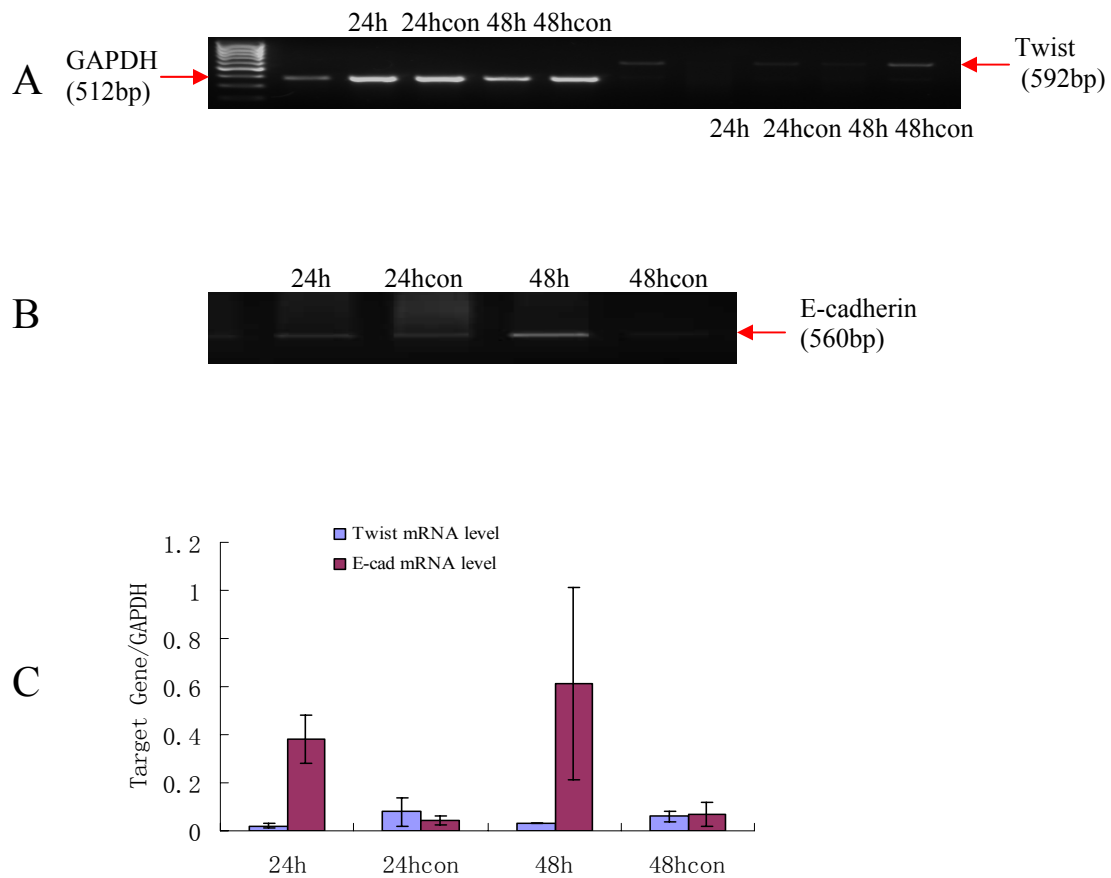 24h 24hcon 48h 48hcon
A
GAPDH
(512bp)
Twist
(592bp)
24h 24hcon 48h 48hcon
B
24h 24hcon 48h 48hcon
E-cadherin
(560bp)
C
Twist mRNA level
E-cad mRNA level
Target Gene/GAPDH
1.2
1
0.8
0.6
0.4
0.2
0
24h 24hcon 48h 48hcon